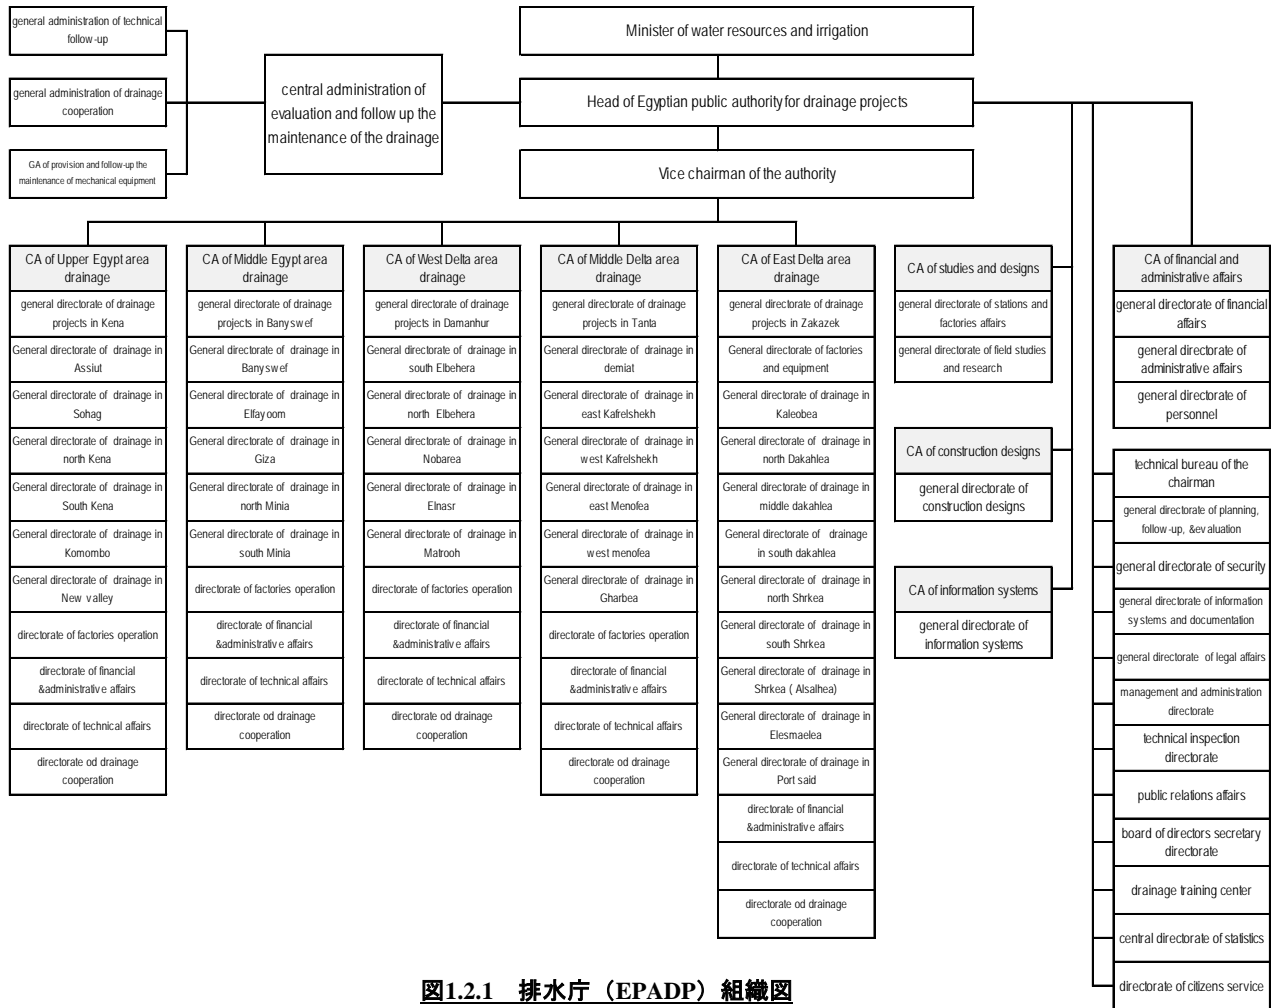 general administration of technical
follow-up
general administration of drainage
cooperation
GA of provision and follow-up the
maintenance of mechanical equipment
central administration of
evaluation and follow up the
maintenance of the drainage
Minister of water resources and irrigation
Head of Egyptian public authority for drainage projects
Vice chairman of the authority
CA of Upper Egypt area
drainage
general directorate of drainage
projects in Kena
General directorate of drainage in
Assiut
General directorate of drainage in
Sohag
General directorate of drainage in
north Kena
General directorate of drainage in
South Kena
General directorate of drainage in
Komombo
General directorate of drainage in
New valley
directorate of factories operation
directorate of financial
&administrative affairs
directorate of technical affairs
directorate od drainage
cooperation
CA of Middle Egypt area
drainage
general directorate of drainage
projects in Banyswef
General directorate of drainage in
Banyswef
General directorate of drainage in
Elfayoom
General directorate of drainage in
Giza
General directorate of drainage in
north Minia
General directorate of drainage in
south Minia
directorate of factories operation
directorate of financial
&administrative affairs
directorate of technical affairs
directorate od drainage
cooperation
CA of West Delta area
drainage
general directorate of drainage
projects in Damanhur
General directorate of drainage in
south Elbehera
General directorate of drainage in
north Elbehera
General directorate of drainage in
Nobarea
General directorate of drainage in
Elnasr
General directorate of drainage in
Matrooh
directorate of factories operation
directorate of financial
&administrative affairs
directorate of technical affairs
directorate od drainage
cooperation
CA of Middle Delta area
drainage
general directorate of drainage
projects in Tanta
General directorate of drainage in
demiat
General directorate of drainage in
east Kafrelshekh
General directorate of drainage in
west Kafrelshekh
General directorate of drainage in
east Menofea
General directorate of drainage in
west menofea
General directorate of drainage in
Gharbea
directorate of factories operation
directorate of financial
&administrative affairs
directorate of technical affairs
directorate od drainage
cooperation
CA of East Delta area
drainage
general directorate of drainage
projects in Zakazek
General directorate of factories
and equipment
General directorate of drainage in
Kaleobea
General directorate of drainage in
north Dakahlea
General directorate of drainage in
middle dakahlea
General directorate of drainage
in south dakahlea
General directorate of drainage in
north Shrkea
General directorate of drainage in
south Shrkea
General directorate of drainage in
Shrkea ( Alsalhea)
General directorate of drainage in
Elesmaelea
General directorate of drainage in
Port said
directorate of financial
&administrative affairs
directorate of technical affairs
directorate od drainage
cooperation
CA of studies and designs
general directorate of stations and
factories affairs
general directorate of field studies
and research
CA of construction designs
general directorate of
construction designs
CA of information systems
general directorate of
information systems
CA of financial and
administrative affairs
general directorate of financial
affairs
general directorate of
administrative affairs
general directorate of
personnel
technical bureau of the
chairman
general directorate of planning,
follow-up, &evaluation
general directorate of security
general directorate of information
systems and documentation
general directorate of legal affairs
management and administration
directorate
technical inspection
directorate
public relations affairs
board of directors secretary
directorate
drainage training center
central directorate of statistics
directorate of citizens service
図1.2.1 排水庁（EPADP）組織図